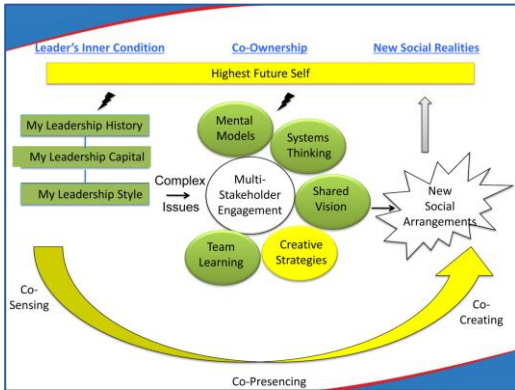 Leader's Inner Condition
Co-Ownership
New Social Realities
Highest Future Self
My Leadership History
My Leadership Capital
My Leadership Style
Complex
Issues
Mental
Models
Systems
Thinking
Multi-
Stakeholder
Engagement
Shared
Vision
Team
Learning
Creative
Strategies
New
Social
Arrangements
Co-
Sensing
Co-
Creating
Co-Presencing